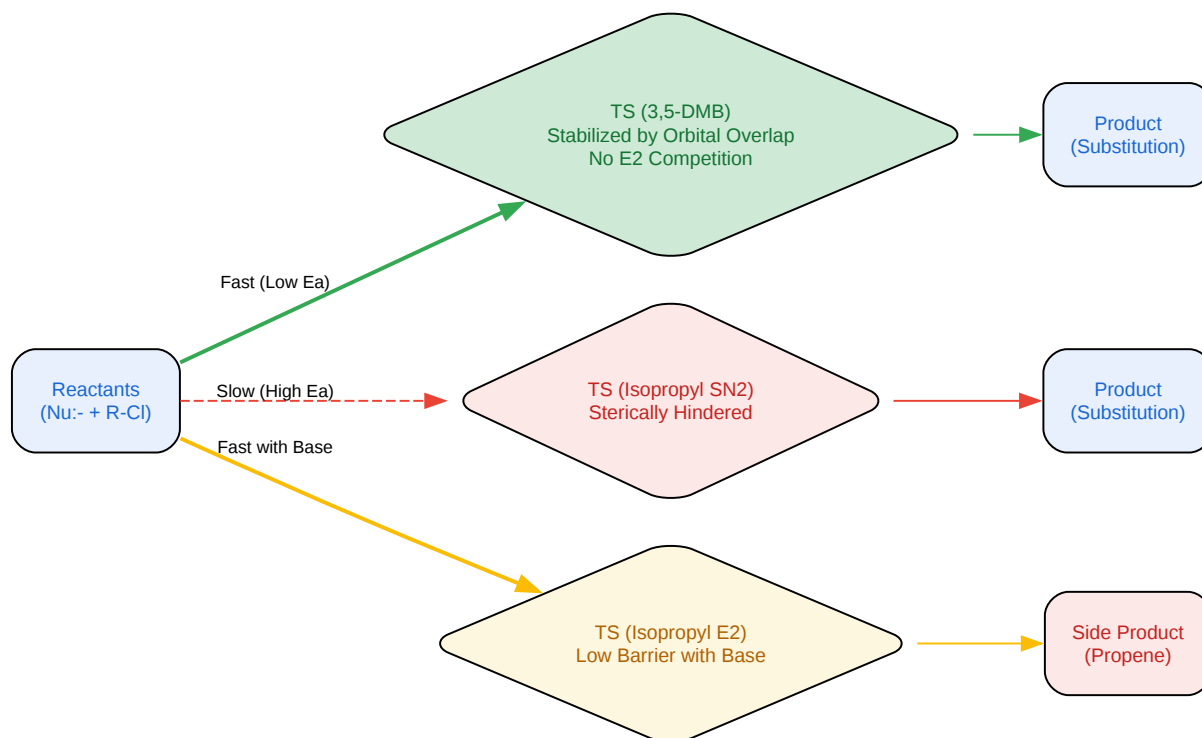 TS (3,5-DMB)
Stabilized by Orbital Overlap
No E2 Competition
Product
(Substitution)
Fast (Low Ea)
Reactants
(Nu:- + R-Cl)
Slow (High Ea)
TS (Isopropyl SN2)
Sterically Hindered
Product
(Substitution)
Fast with Base
TS (Isopropyl E2)
Low Barrier with Base
Side Product
(Propene)